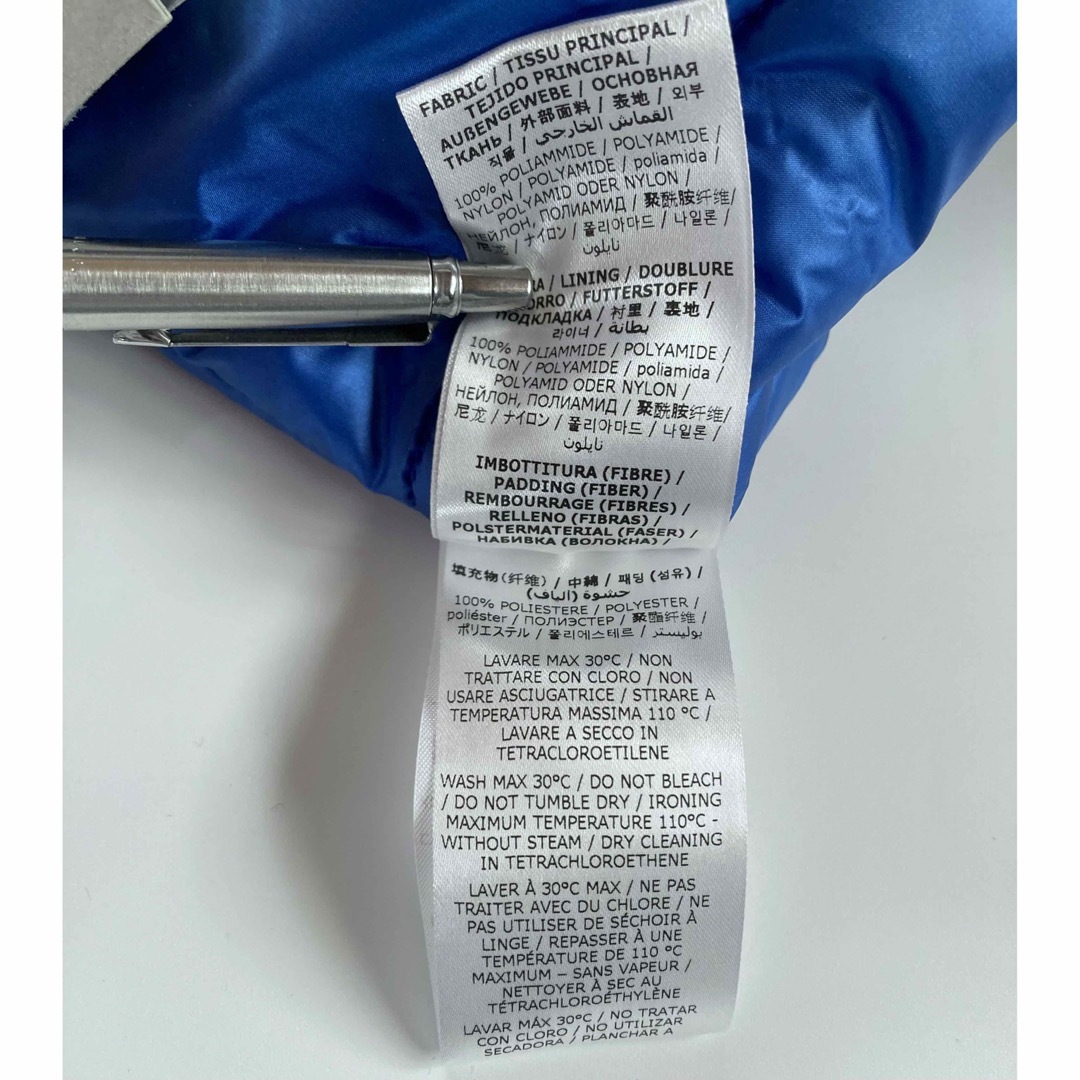 FABRIC / TISSU PRINCIPAL /
TEJIDO PRINCIPAL /
AUßENGEWEBE / ОСНОВНАЯ
ТКАНЬ / 外部面料 / 表地 / 외부
직물 / القماش الخارجي
100% POLIAMMIDE / POLYAMIDE /
NYLON / POLYAMIDE / poliamida /
POLYAMID ODER NYLON /
НЕЙЛОН, ПОЛИАМИД / 聚酰胺纤维/
尼龙 / ナイロン / 폴리아마드 / 나일론 /
نايلون
/ LINING / DOUBLURE
/ FUTTERSTOFF /
ПОДКЛАДКА / 衬里 / 裏地 /
라이너 / بطانة
100% POLIAMMIDE / POLYAMIDE /
NYLON / POLYAMIDE / poliamida /
POLYAMID ODER NYLON /
НЕЙЛОН, ПОЛИАМИД / 聚酰胺纤维/
尼龙 / ナイロン / 폴리아마드 / 나일론 /
نايلون
IMBOTTITURA (FIBRE) /
PADDING (FIBER) /
REMBOURRAGE (FIBRES) /
RELLENO (FIBRAS) /
POLSTERMATERIAL (FASER) /
НАБИВКА (ВОЛОКНА) /
填充物(纤维) / 中綿 / 패딩 (섬유) /
حشوة (الياف)
100% POLIESTERE / POLYESTER /
poliéster / ПОЛИЭСТЕР / 聚酯纤维 /
ポリエステル / 폴리에스테르 / بوليستر
LAVARE MAX 30°C / NON
TRATTARE CON CLORO / NON
USARE ASCIUGATRICE / STIRARE A
TEMPERATURA MASSIMA 110 °C /
LAVARE A SECCO IN
TETRACLOROETILENE
WASH MAX 30°C / DO NOT BLEACH
/ DO NOT TUMBLE DRY / IRONING
MAXIMUM TEMPERATURE 110°C -
WITHOUT STEAM / DRY CLEANING
IN TETRACHLOROETHENE
LAVER À 30°C MAX / NE PAS
TRAITER AVEC DU CHLORE / NE
PAS UTILISER DE SÉCHOIR À
LINGE / REPASSER À UNE
TEMPÉRATURE DE 110 °C
MAXIMUM – SANS VAPEUR /
NETTOYER À SEC AU
TÉTRACHLOROÉTHYLÈNE
LAVAR MÁX 30°C / NO TRATAR
CON CLORO / NO UTILIZAR
SECADORA / PLANCHAR A